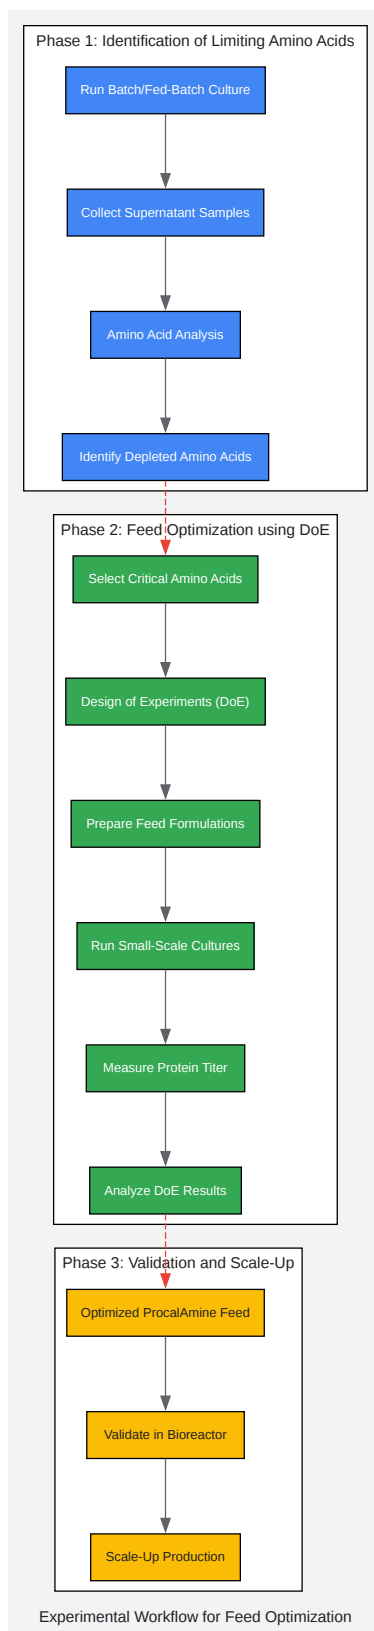 Phase 1: Identification of Limiting Amino Acids
Run Batch/Fed-Batch Culture
Collect Supernatant Samples
Amino Acid Analysis
Identify Depleted Amino Acids
Phase 2: Feed Optimization using DoE
Select Critical Amino Acids
Design of Experiments (DoE)
Prepare Feed Formulations
Run Small-Scale Cultures
Measure Protein Titer
Analyze DoE Results
Phase 3: Validation and Scale-Up
Optimized ProcalAmine Feed
Validate in Bioreactor
Scale-Up Production
Experimental Workflow for Feed Optimization